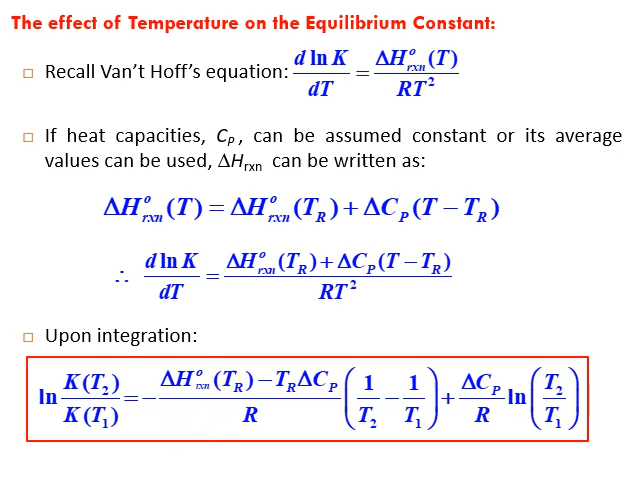 The effect of Temperature on the Equilibrium Constant:
Recall Van’t Hoff’s equation: d ln K / dT = ΔH°rxn(T) / RT²
If heat capacities, C_P, can be assumed constant or its average
values can be used, ΔH_rxn can be written as:
ΔH°rxn(T) = ΔH°rxn(T_R) + ΔC_P(T − T_R)
∴ d ln K / dT = ΔH°rxn(T_R) + ΔC_P(T − T_R) / RT²
Upon integration:
ln K(T₂) / K(T₁) = − ΔH°rxn(T_R) − T_RΔC_P / R (1/T₂ − 1/T₁) + ΔC_P / R ln (T₂/T₁)